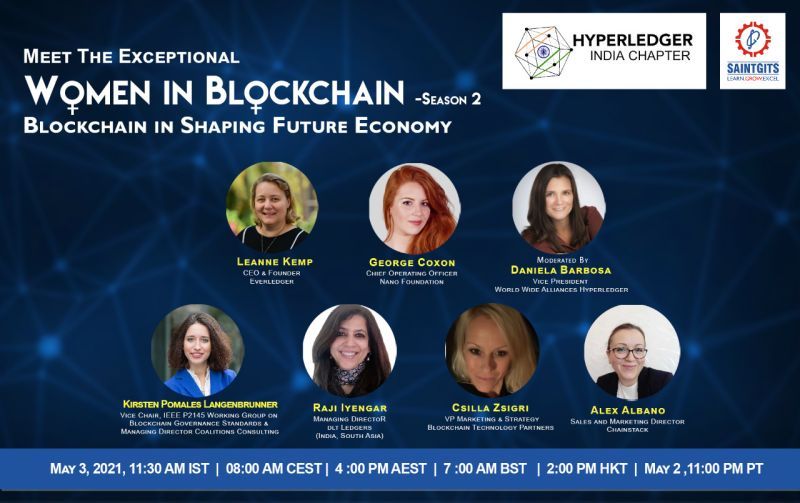 MEET THE EXCEPTIONAL
WOMEN IN BLOCKCHAIN -SEASON 2
BLOCKCHAIN IN SHAPING FUTURE ECONOMY
HYPERLEDGER
INDIA CHAPTER
SAINTGITS
LEARN.GROW.EXCEL
LEANNE KEMP
CEO & FOUNDER
EVERLEDGER
GEORGE COXON
CHIEF OPERATING OFFICER
NANO FOUNDATION
MODERATED BY
DANIELA BARBOSA
VICE PRESIDENT
WORLD WIDE ALLIANCES HYPERLEDGER
KIRSTEN POMALES LANGENBRUNNER
VICE CHAIR, IEEE P2145 WORKING GROUP ON
BLOCKCHAIN GOVERNANCE STANDARDS &
MANAGING DIRECTOR COALITIONS CONSULTING
RAJI IYENGAR
MANAGING DIRECTOR
DLT LEDGERS
(INDIA, SOUTH ASIA)
CSILLA ZSIGRI
VP MARKETING & STRATEGY
BLOCKCHAIN TECHNOLOGY PARTNERS
ALEX ALBANO
SALES AND MARKETING DIRECTOR
CHAINSTACK
MAY 3, 2021, 11:30 AM IST | 08:00 AM CEST | 4 :00 PM AEST | 7 :00 AM BST | 2:00 PM HKT | MAY 2 ,11:00 PM PT